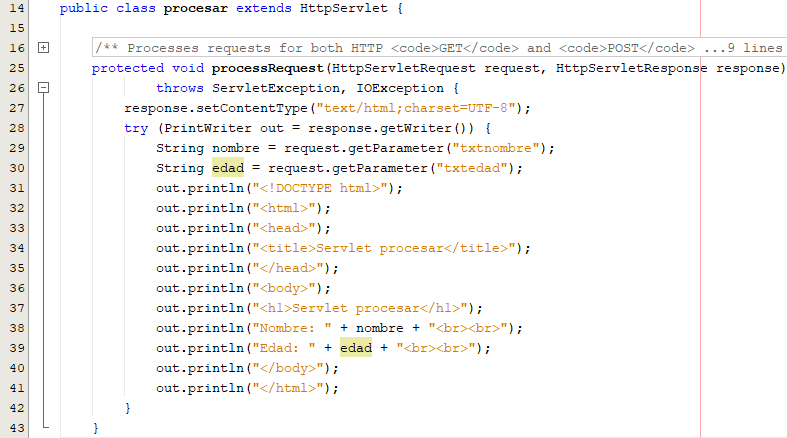 14 public class procesar extends HttpServlet {
15
16 /** Processes requests for both HTTP <code>GET</code> and <code>POST</code> ...9 lines
25 protected void processRequest(HttpServletRequest request, HttpServletResponse response)
26 throws ServletException, IOException {
27 response.setContentType("text/html;charset=UTF-8");
28 try (PrintWriter out = response.getWriter()) {
29 String nombre = request.getParameter("txtnombre");
30 String edad = request.getParameter("txtedad");
31 out.println("<!DOCTYPE html>");
32 out.println("<html>");
33 out.println("<head>");
34 out.println("<title>Servlet procesar</title>");
35 out.println("</head>");
36 out.println("<body>");
37 out.println("<h1>Servlet procesar</h1>");
38 out.println("Nombre: " + nombre + "<br><br>");
39 out.println("Edad: " + edad + "<br><br>");
40 out.println("</body>");
41 out.println("</html>");
42 }
43 }